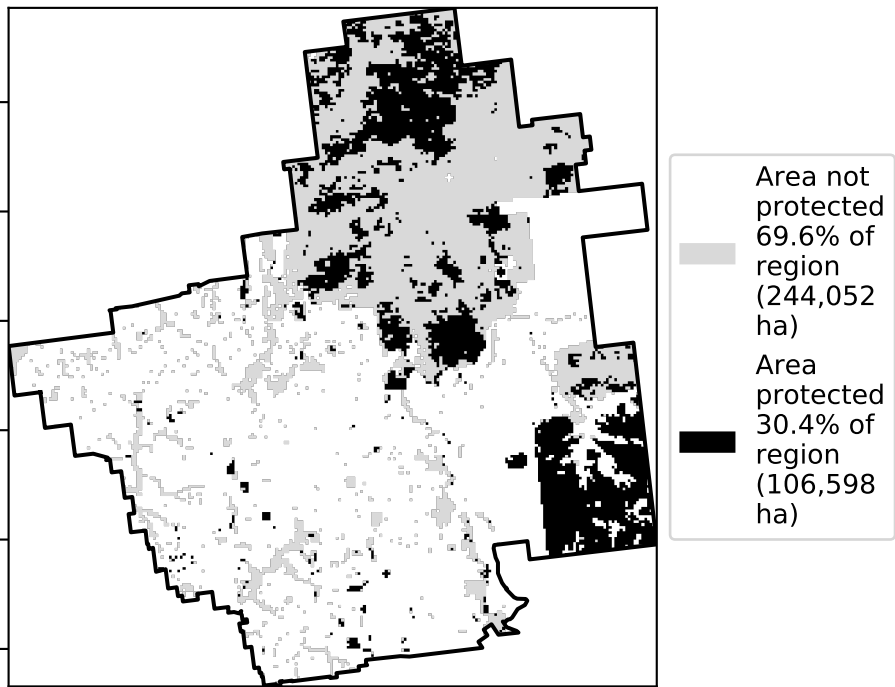 Area not
protected
69.6% of
region
(244,052
ha)
Area
protected
30.4% of
region
(106,598
ha)